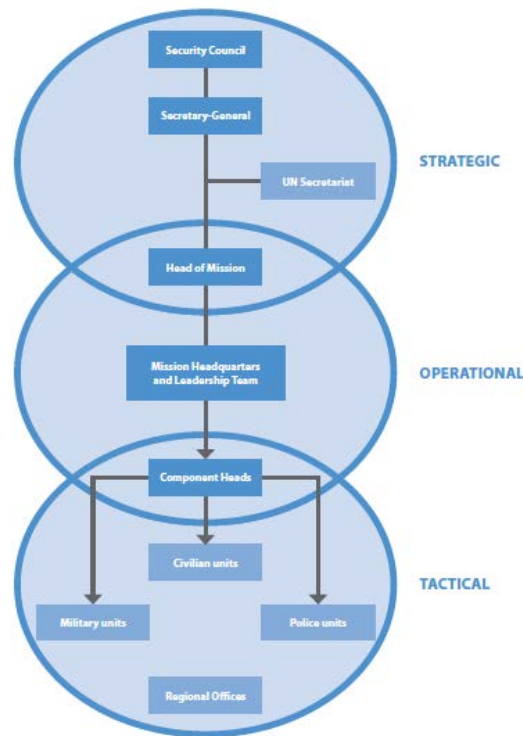 Security Council
Secretary-General
STRATEGIC
UN Secretariat
Head of Mission
Mission Headquarters
and Leadership Team
OPERATIONAL
Component Heads
Civilian units
TACTICAL
Military units
Police units
Regional Offices